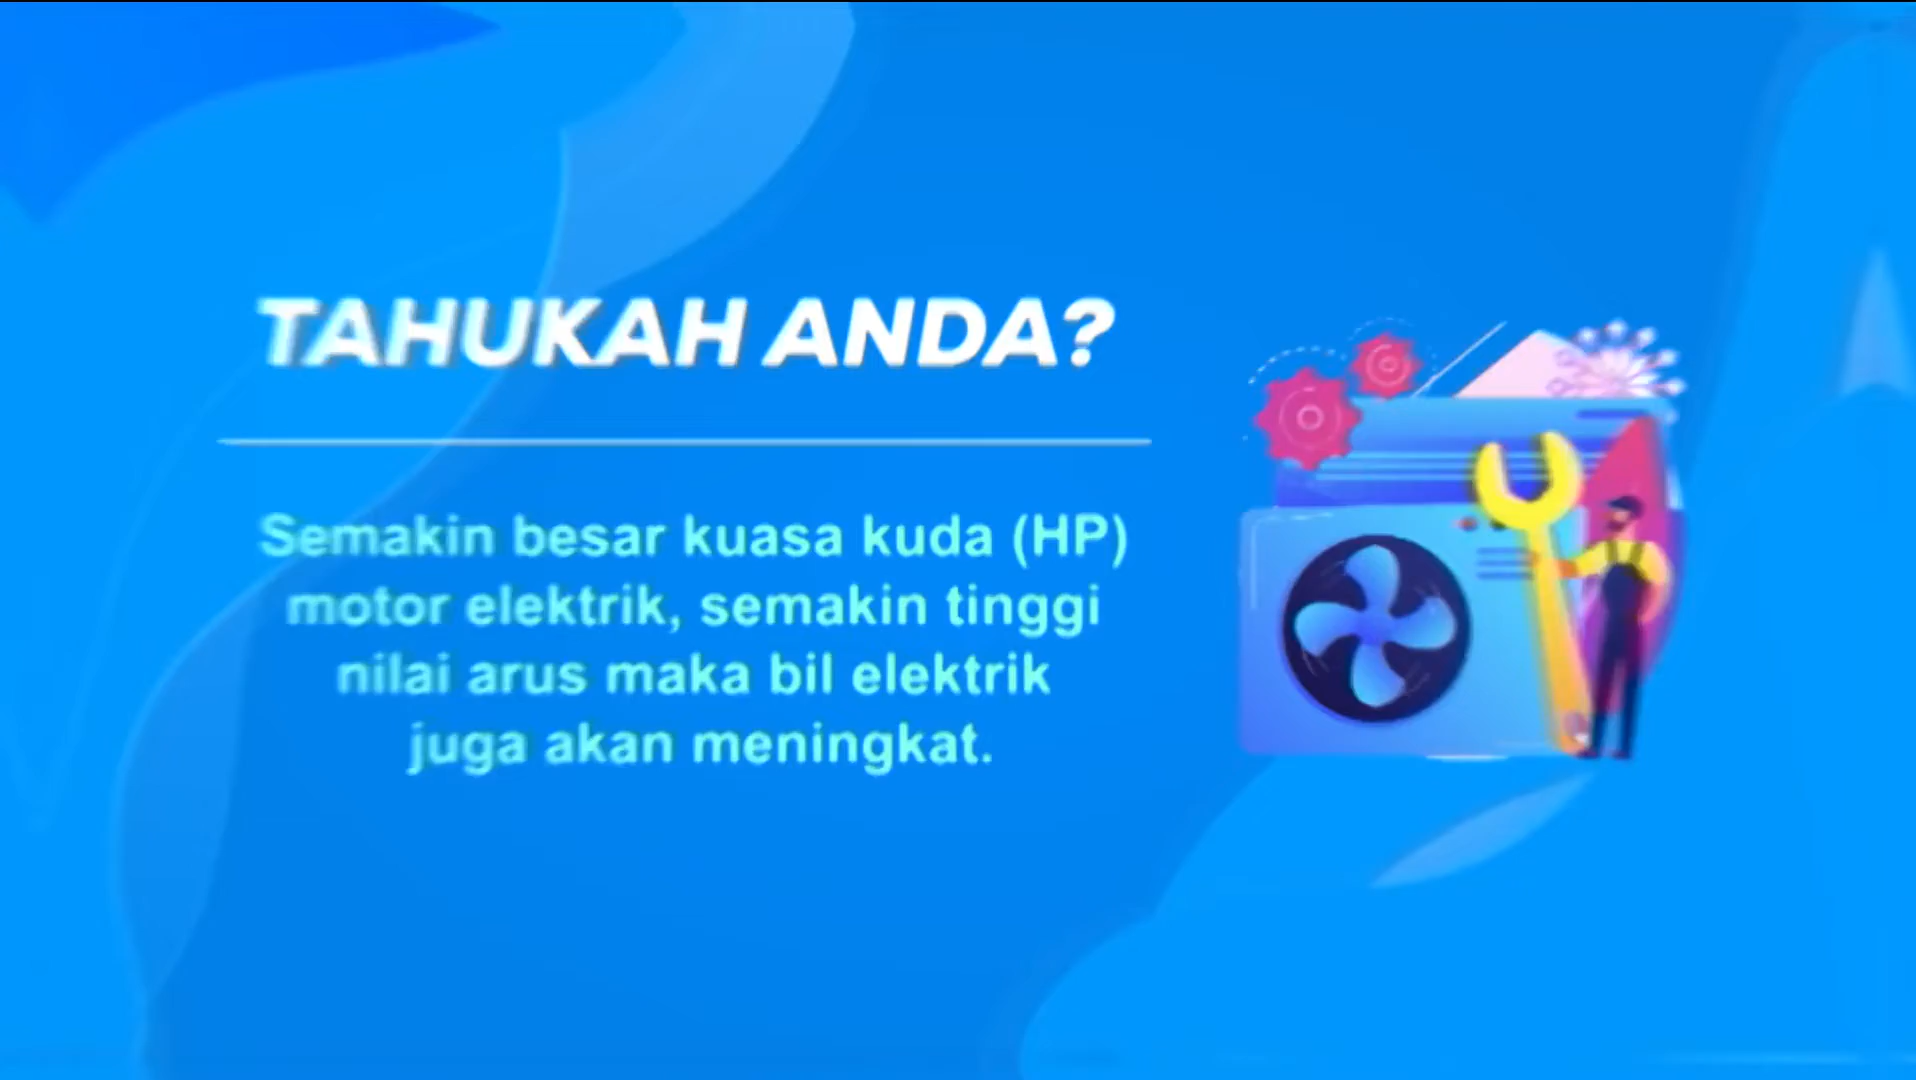 TAHUKAH ANDA?
Semakin besar kuasa kuda (HP)
motor elektrik, semakin tinggi
nilai arus maka bil elektrik
juga akan meningkat.